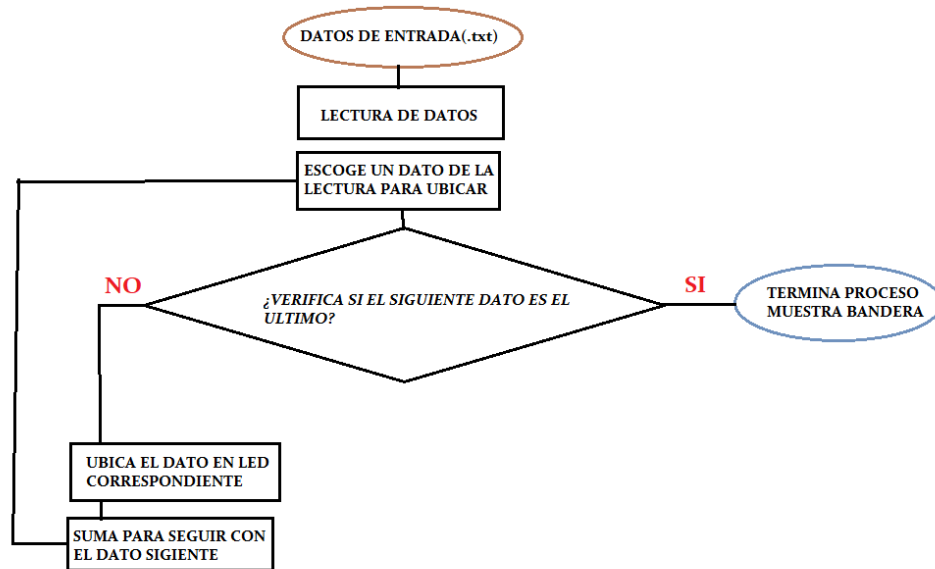 DATOS DE ENTRADA(.txt)
LECTURA DE DATOS
ESCOGE UN DATO DE LA
LECTURA PARA UBICAR
NO
SI
¿VERIFICA SI EL SIGUIENTE DATO ES EL
ULTIMO?
TERMINA PROCESO
MUESTRA BANDERA
UBICA EL DATO EN LED
CORRESPONDIENTE
SUMA PARA SEGUIR CON
EL DATO SIGIENTE